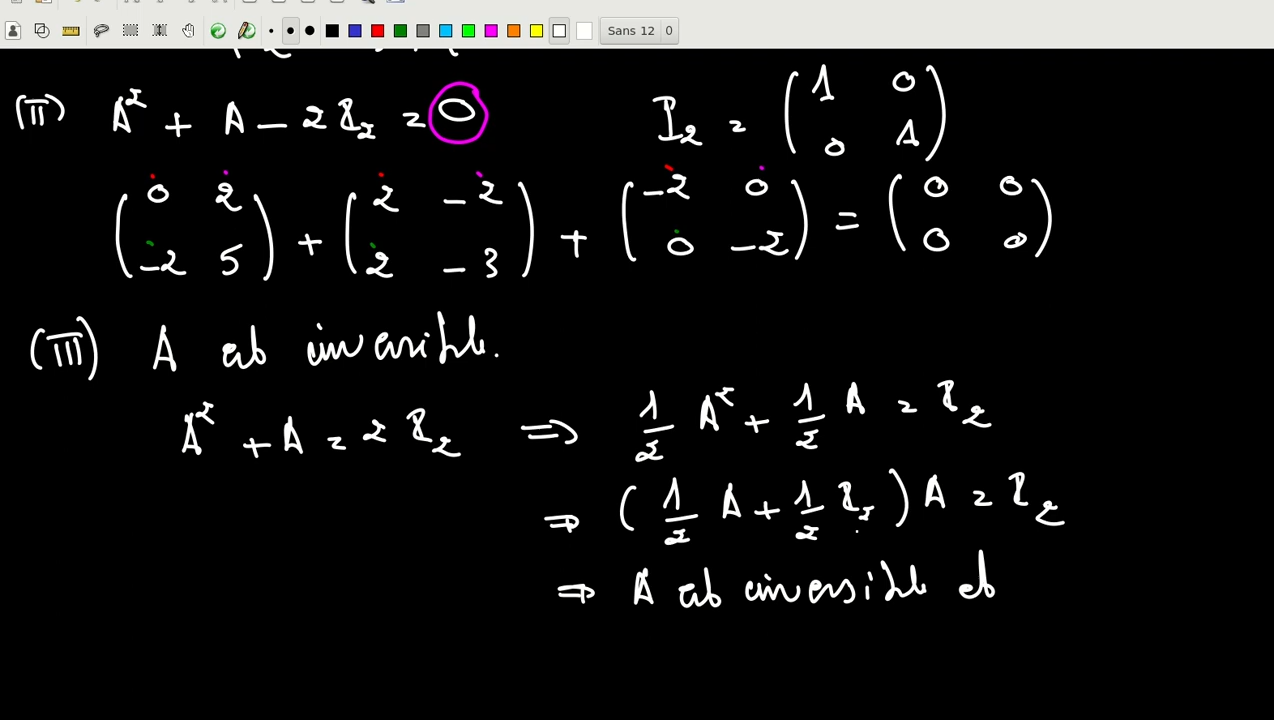 Sans 12 0
(II) A² + A - 2 I₂ = 0 I₂ = ( 1 0 ; 0 1 )
( 0 2 ; -2 5 ) + ( 2 -2 ; 2 -3 ) + ( -2 0 ; 0 -2 ) = ( 0 0 ; 0 0 )
(III) A est inversible.
A² + A = 2 I₂ ⇒ 1/2 A² + 1/2 A = I₂
⇒ ( 1/2 A + 1/2 I₂ ) A = I₂
⇒ A est inversible et